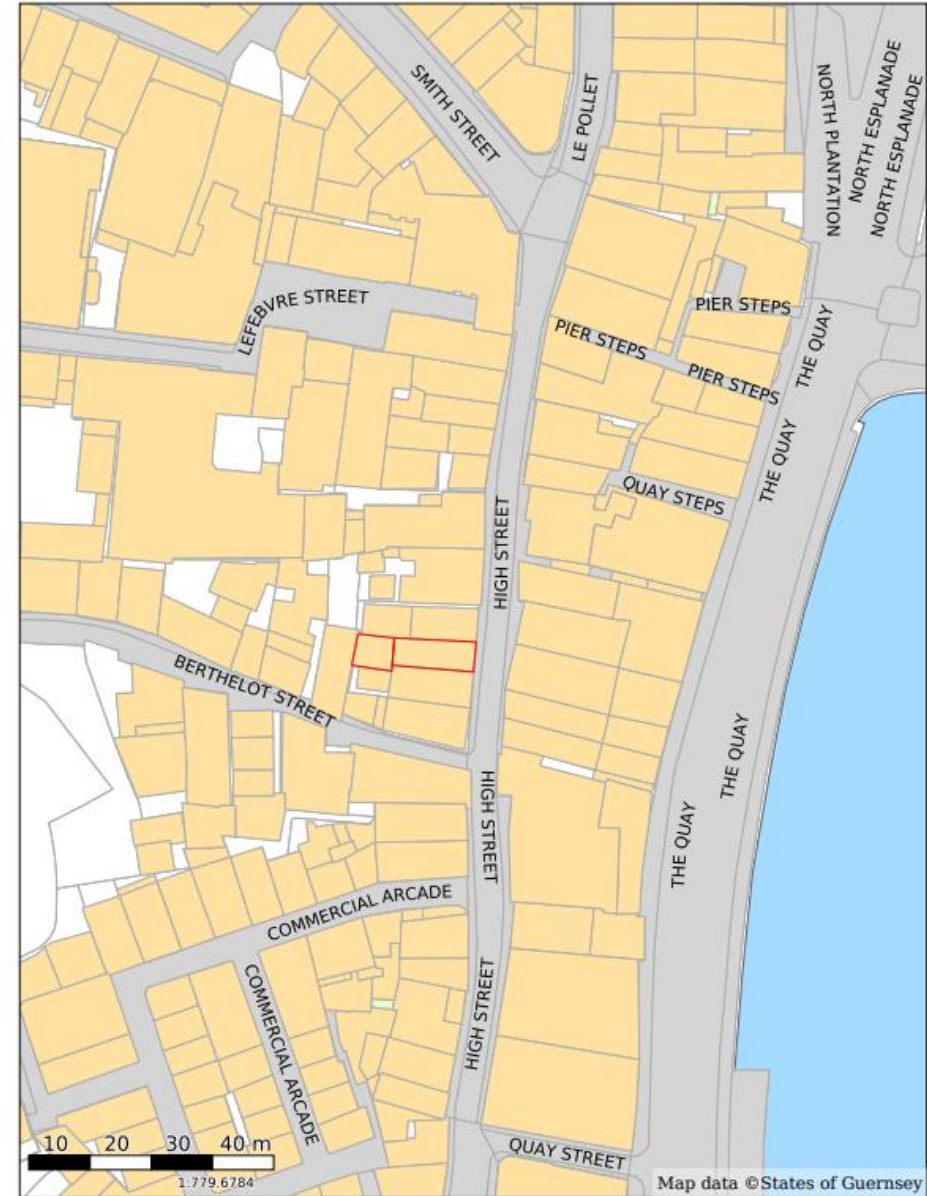 SMITH STREET
LE POLLET
NORTH PLANTATION
NORTH ESPLANADE
NORTH ESPLANADE
LEFEBVRE STREET
PIER STEPS
PIER STEPS
PIER STEPS
THE QUAY
THE QUAY
QUAY STEPS
HIGH STREET
BERTHELOT STREET
THE QUAY
HIGH STREET
THE QUAY
COMMERCIAL ARCADE
COMMERCIAL ARCADE
HIGH STREET
QUAY STREET
10 20 30 40 m
1:779.6784
Map data ©States of Guernsey